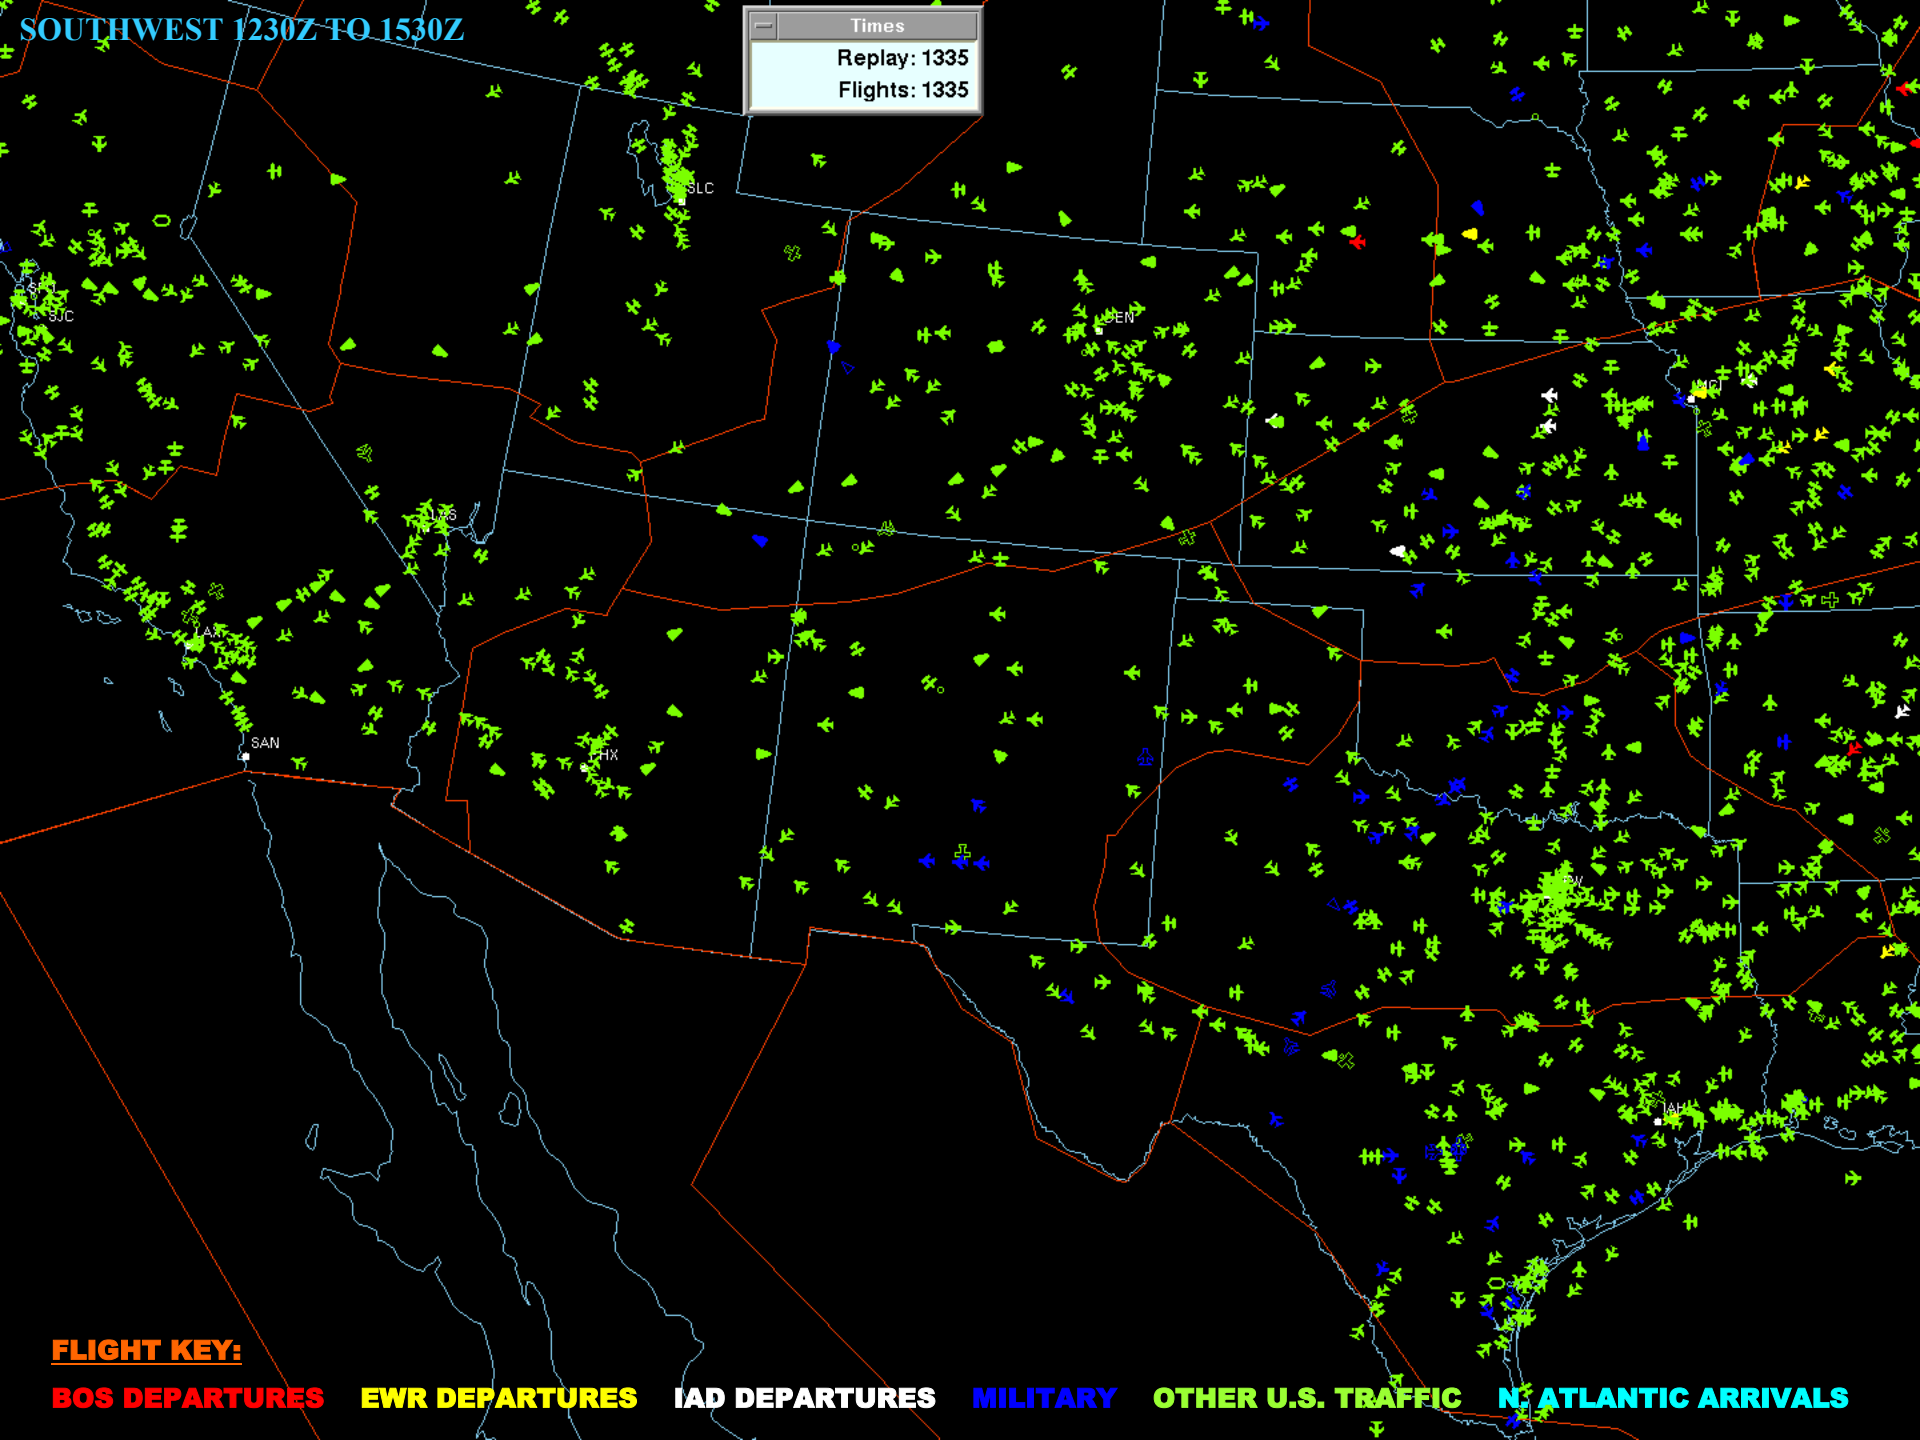 SOUTHWEST 1230Z TO 1530Z
Times
Replay: 1335
Flights: 1335
SLC
SJC
DEN
MCI
LAS
LAX
SAN
PHX
IAH
FLIGHT KEY:
BOS DEPARTURES EWR DEPARTURES IAD DEPARTURES MILITARY OTHER U.S. TRAFFIC N. ATLANTIC ARRIVALS